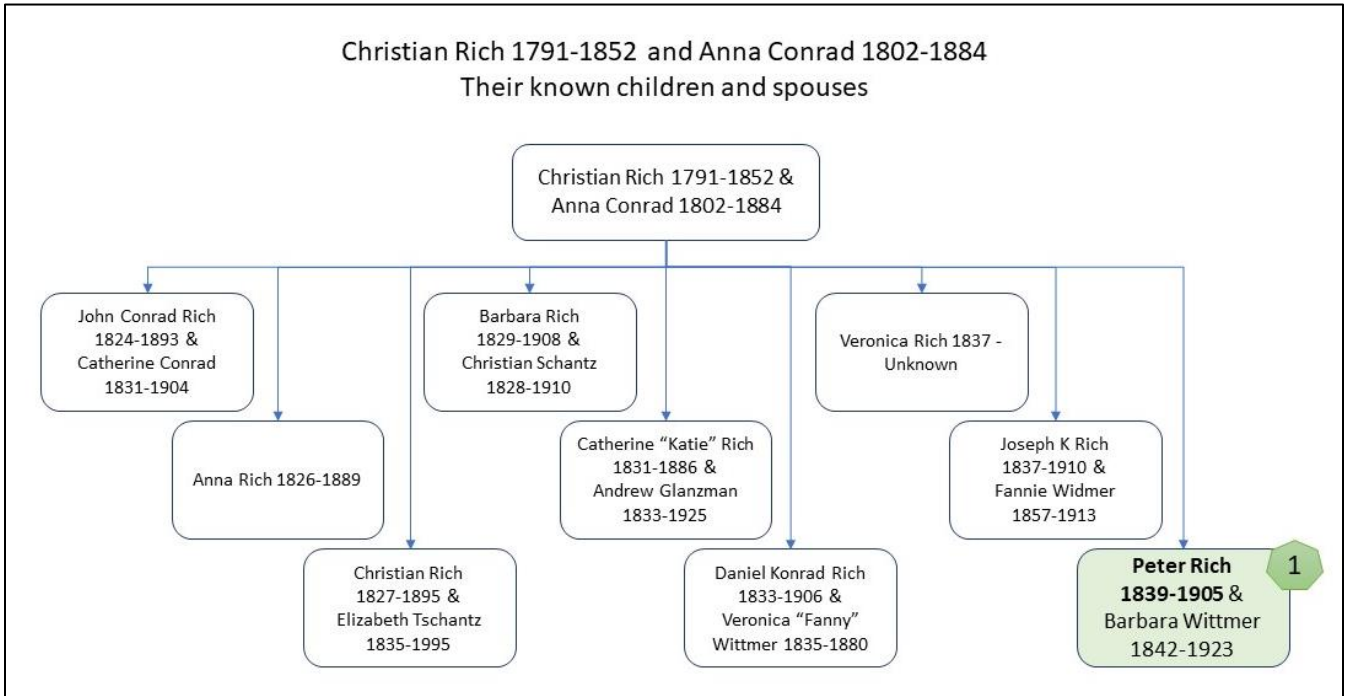 Christian Rich 1791-1852 and Anna Conrad 1802-1884
Their known children and spouses
Christian Rich 1791-1852 &
Anna Conrad 1802-1884
John Conrad Rich
1824-1893 &
Catherine Conrad
1831-1904
Anna Rich 1826-1889
Christian Rich
1827-1895 &
Elizabeth Tschantz
1835-1995
Barbara Rich
1829-1908 &
Christian Schantz
1828-1910
Catherine “Katie” Rich
1831-1886 &
Andrew Glanzman
1833-1925
Daniel Konrad Rich
1833-1906 &
Veronica “Fanny”
Wittmer 1835-1880
Veronica Rich 1837 -
Unknown
Joseph K Rich
1837-1910 &
Fannie Widmer
1857-1913
Peter Rich
1839-1905 &
Barbara Wittmer
1842-1923
1